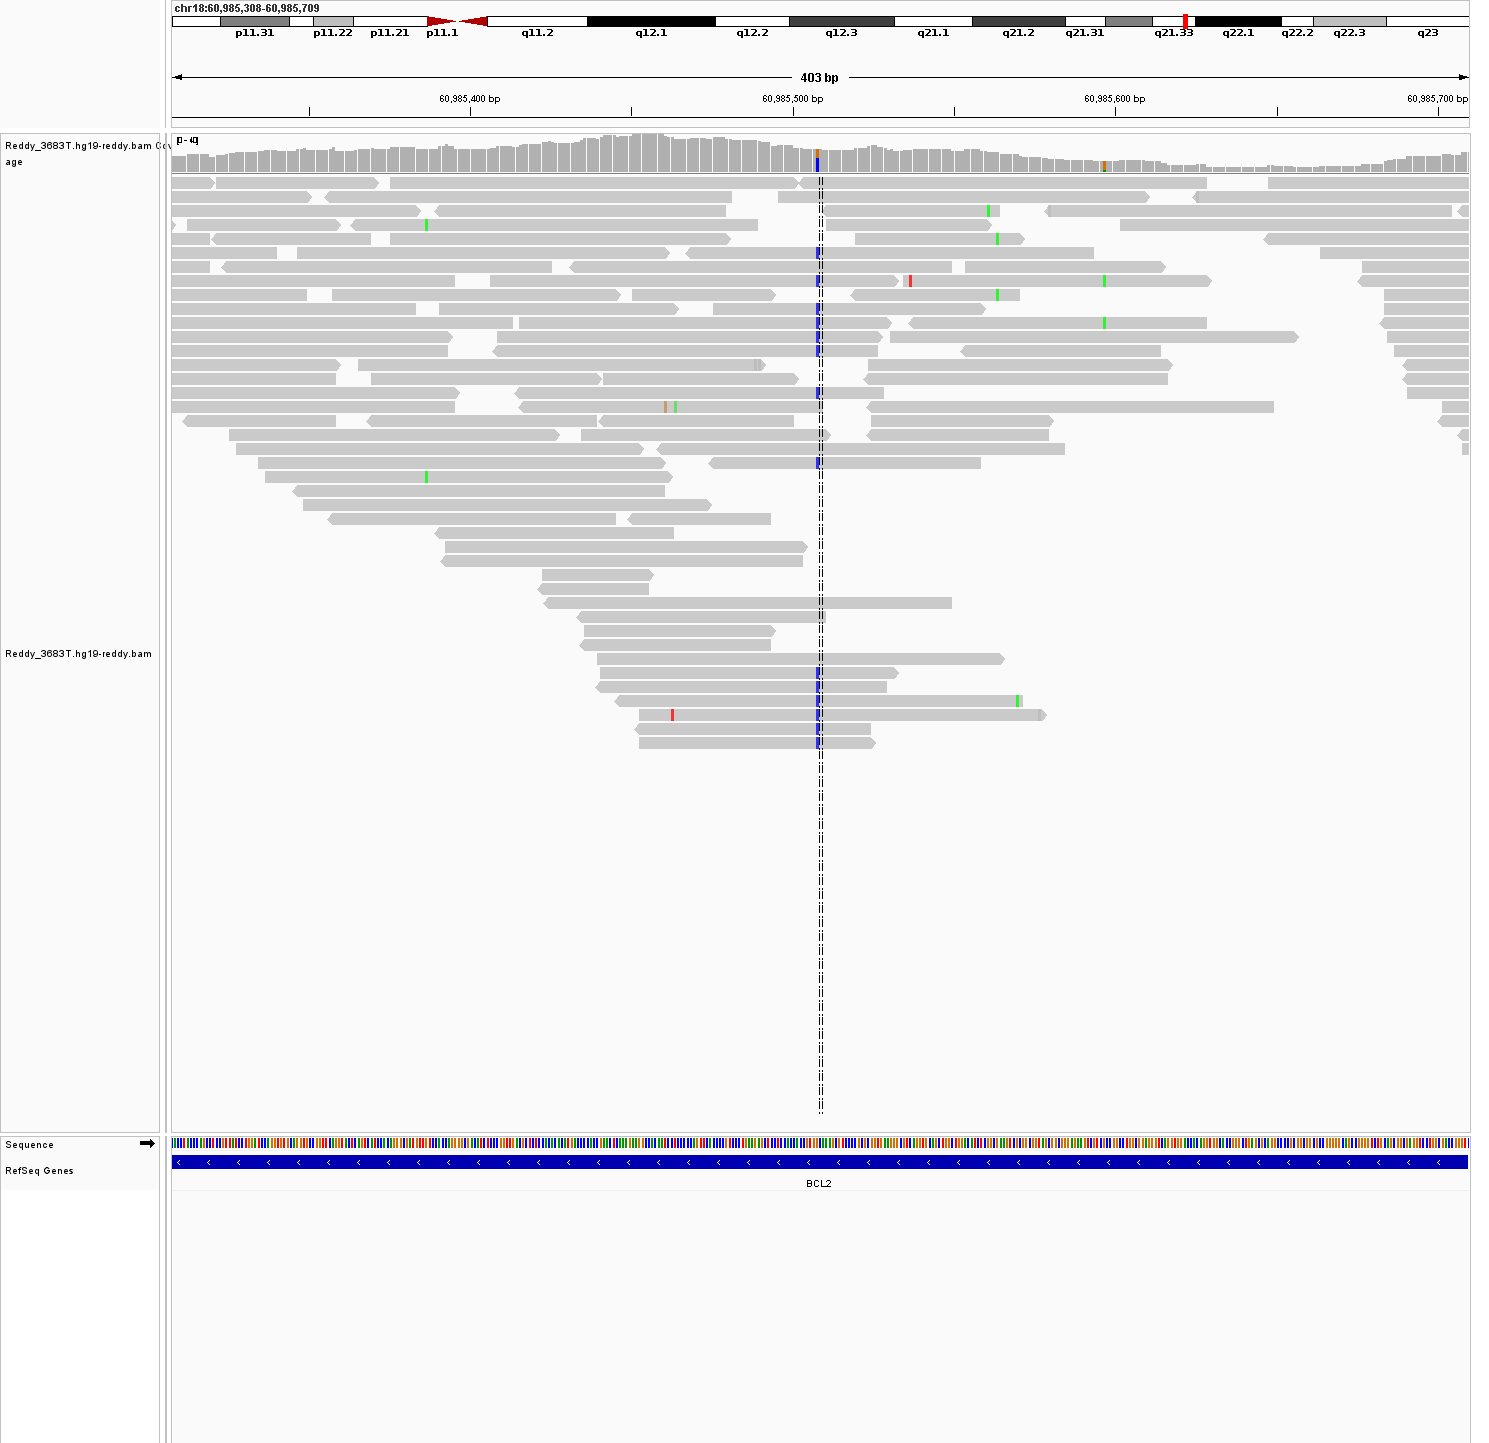 chr18:60,985,308-60,985,709
p11.31 p11.22 p11.21 p11.1 q11.2 q12.1 q12.2 q12.3 q21.1 q21.2 q21.31 q21.33 q22.1 q22.2 q22.3 q23
403 bp
60,985,400 bp 60,985,500 bp 60,985,600 bp 60,985,700 bp
Reddy_3683T.hg19-reddy.bam Cov
age
Reddy_3683T.hg19-reddy.bam
Sequence
RefSeq Genes
BCL2